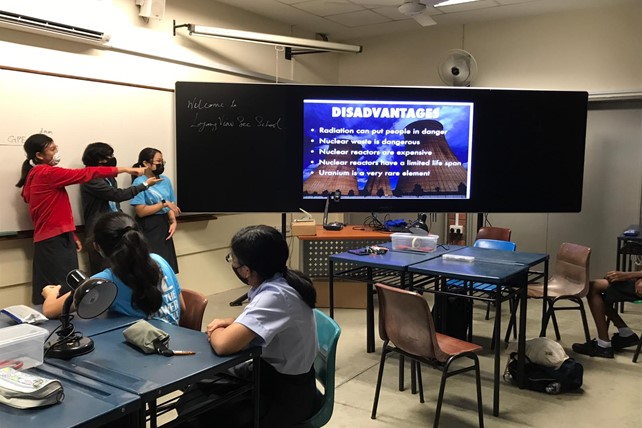 Welcome to
School
DISADVANTAGES
• Radiation can put people in danger
• Nuclear waste is dangerous
• Nuclear reactors are expensive
• Nuclear reactors have a limited life span
• Uranium is a very rare element